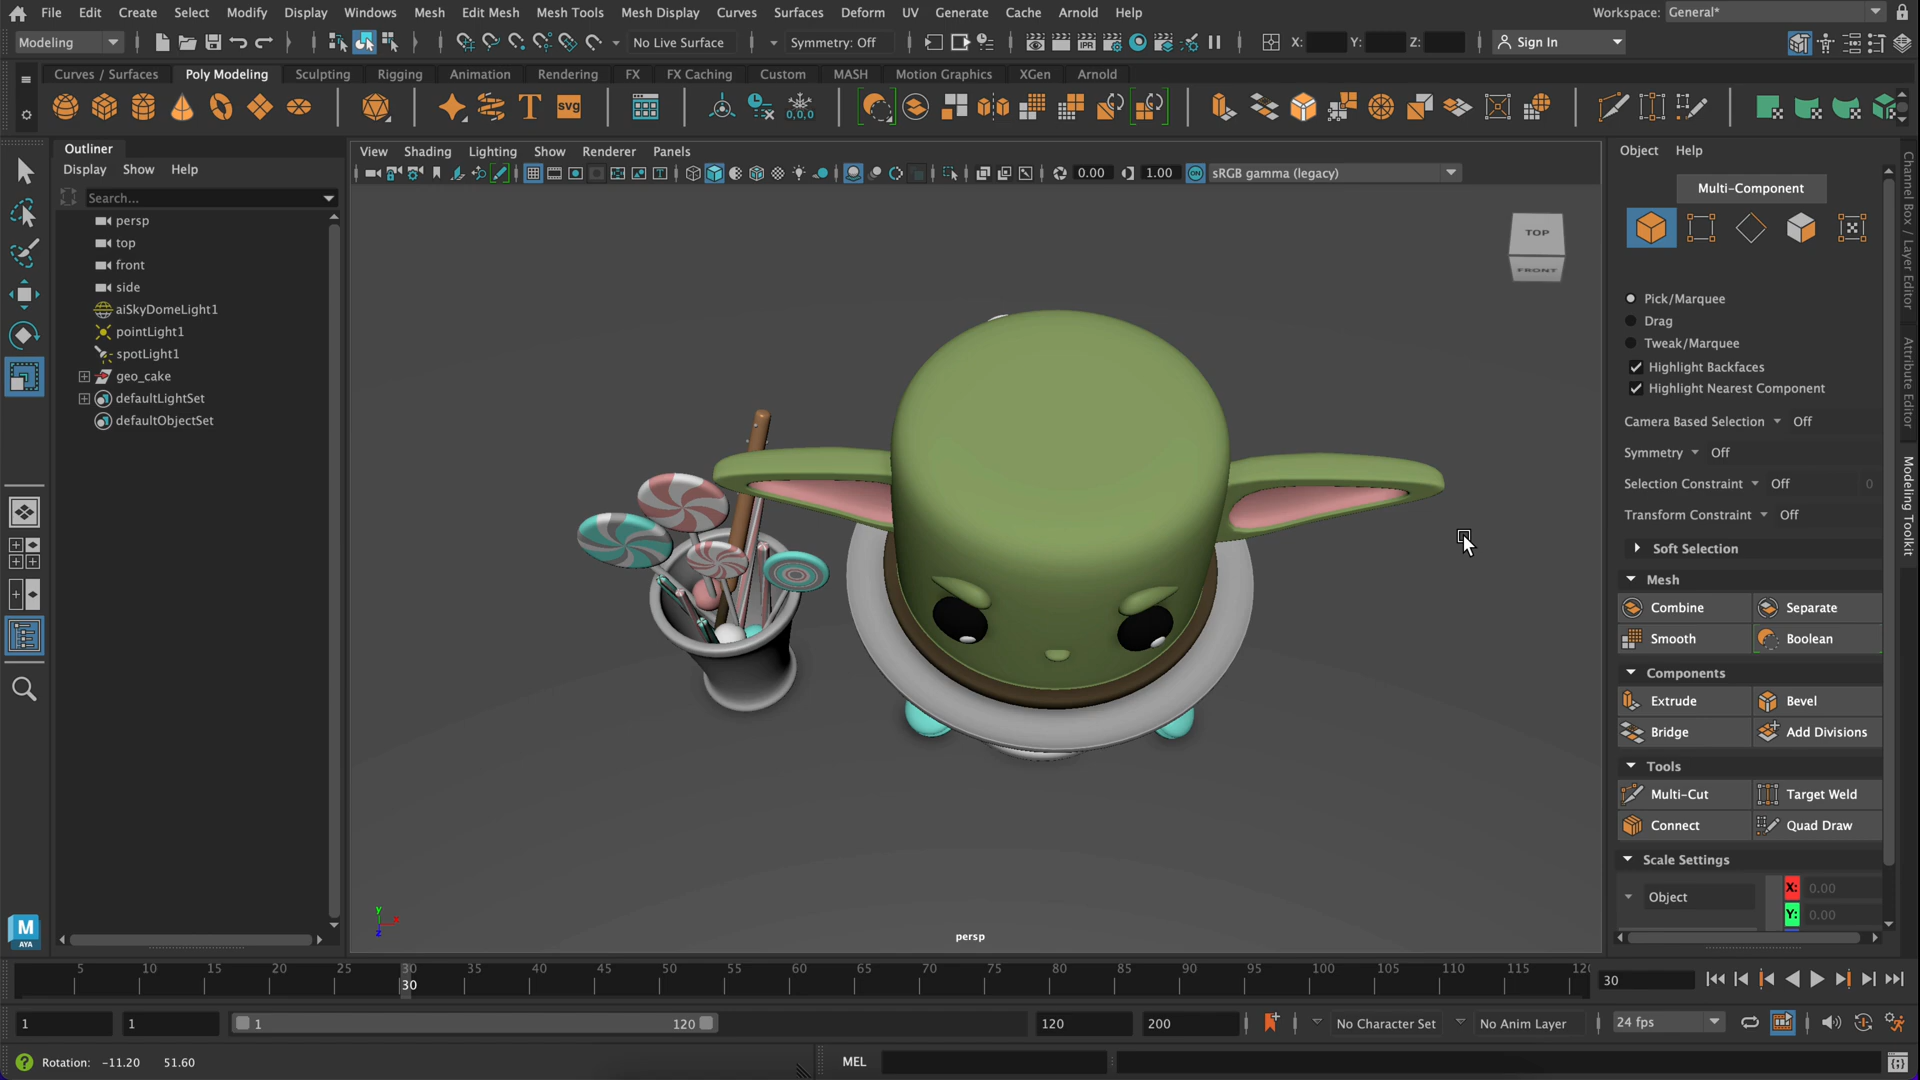 File Edit Create Select Modify Display Windows Mesh Edit Mesh Mesh Tools Mesh Display Curves Surfaces Deform UV Generate Cache Arnold Help Workspace: General*
Modeling No Live Surface Symmetry: Off X: Y: Z: Sign In
Curves / Surfaces Poly Modeling Sculpting Rigging Animation Rendering FX FX Caching Custom MASH Motion Graphics XGen Arnold
T svg 0,0,0
Outliner
Display Show Help
Search...
persp
top
front
side
aiSkyDomeLight1
pointLight1
spotLight1
geo_cake
defaultLightSet
defaultObjectSet
View Shading Lighting Show Renderer Panels
0.00 1.00 ON sRGB gamma (legacy)
TOP
FRONT
y
x
z
persp
Object Help
Multi-Component
Pick/Marquee
Drag
Tweak/Marquee
Highlight Backfaces
Highlight Nearest Component
Camera Based Selection Off
Symmetry Off
Selection Constraint Off 0
Transform Constraint Off
Soft Selection
Mesh
Combine Separate
Smooth Boolean
Components
Extrude Bevel
Bridge Add Divisions
Tools
Multi-Cut Target Weld
Connect Quad Draw
Scale Settings
Object X: 0.00
Y: 0.00
Channel Box / Layer Editor
Attribute Editor
Modeling Toolkit
M
AYA
5 10 15 20 25 30 35 40 45 50 55 60 65 70 75 80 85 90 95 100 105 110 115 120
30 30
1 1 1 120 120 200 No Character Set No Anim Layer 24 fps
Rotation: -11.20 51.60 MEL